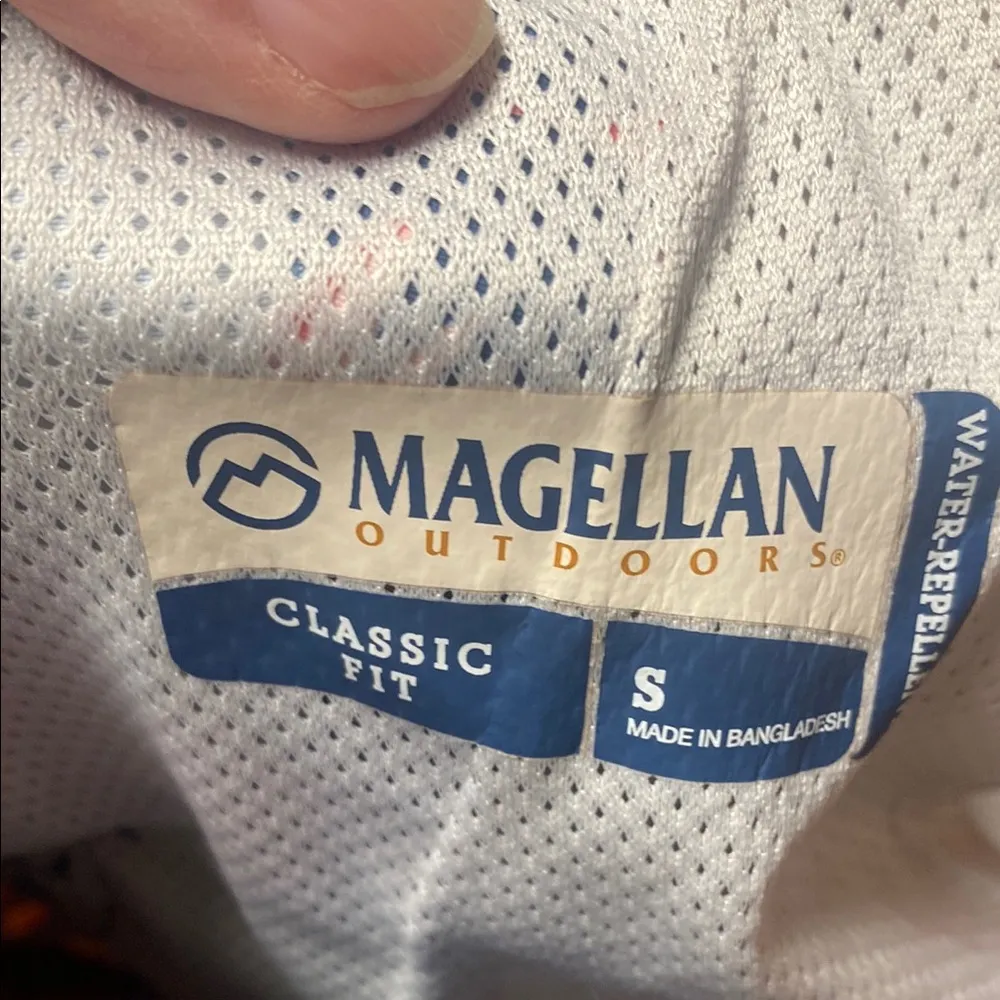 MAGELLAN
OUTDOORS®
CLASSIC
FIT
S
MADE IN BANGLADESH